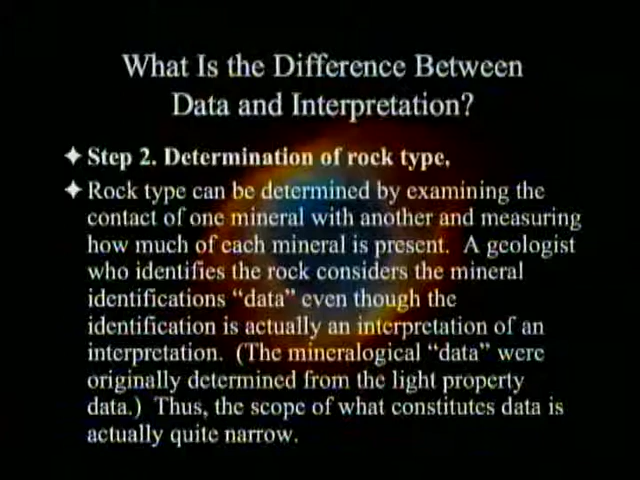 What Is the Difference Between
Data and Interpretation?
Step 2. Determination of rock type,
Rock type can be determined by examining the
contact of one mineral with another and measuring
how much of each mineral is present.  A geologist
who identifies the rock considers the mineral
identifications “data” even though the
identification is actually an interpretation of an
interpretation.  (The mineralogical “data” were
originally determined from the light property
data.)  Thus, the scope of what constitutes data is
actually quite narrow.